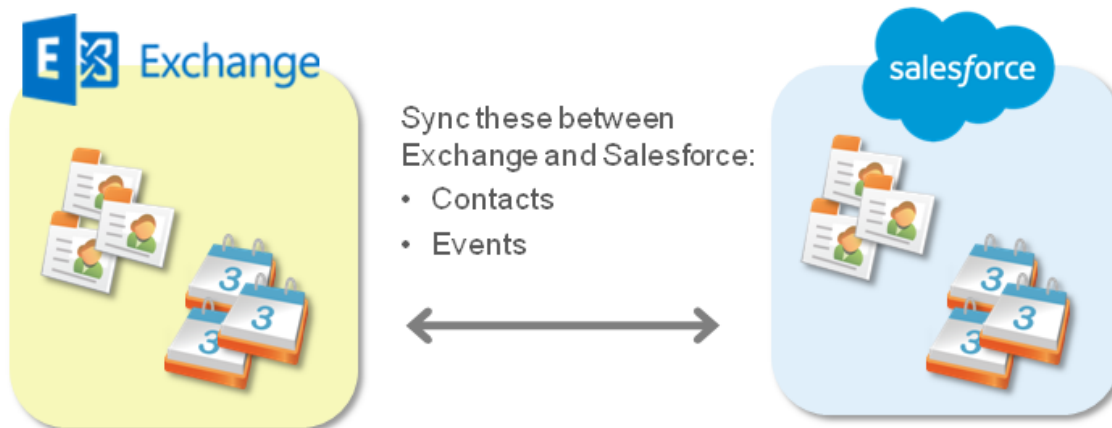 E Exchange
salesforce
Sync these between
Exchange and Salesforce:
• Contacts
• Events
3
3
3
3
3
3